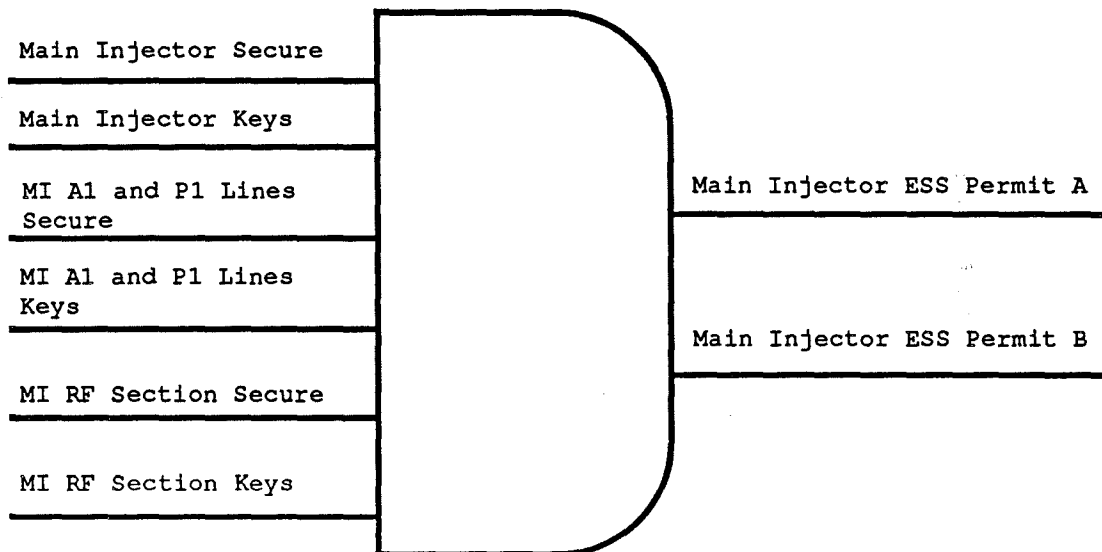 Main Injector Secure
Main Injector Keys
MI A1 and P1 Lines
Secure
MI A1 and P1 Lines
Keys
MI RF Section Secure
MI RF Section Keys
Main Injector ESS Permit A
Main Injector ESS Permit B